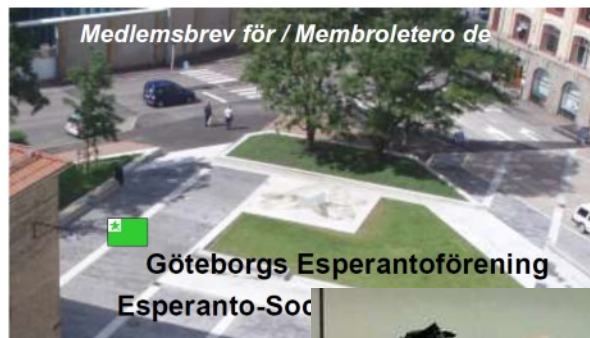 Medlemsbrev för / Membroletero de
Göteborgs Esperantoförening
Esperanto-Soc